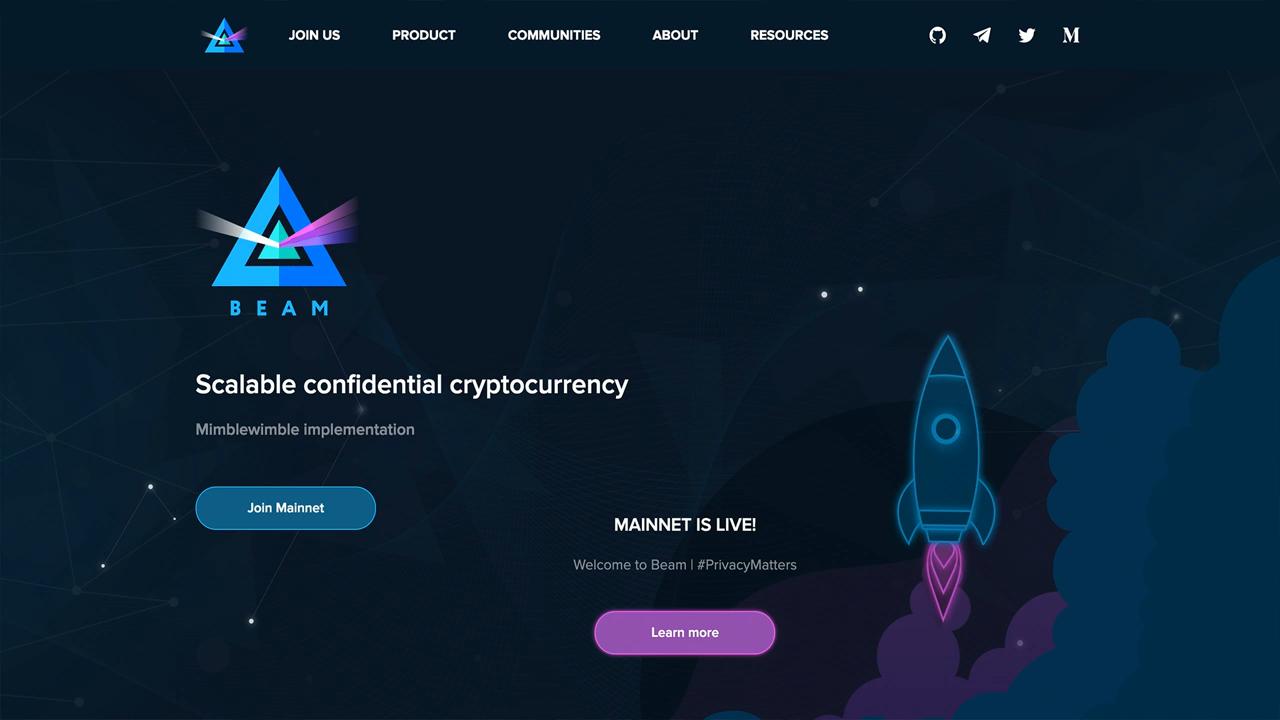 JOIN US
PRODUCT
COMMUNITIES
ABOUT
RESOURCES
M
BEAM
Scalable confidential cryptocurrency
Mimblewimble implementation
Join Mainnet
MAINNET IS LIVE!
Welcome to Beam | #PrivacyMatters
Learn more